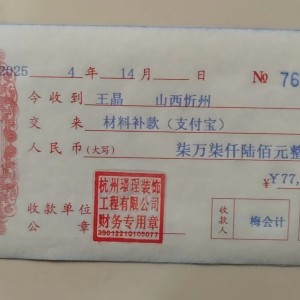 2025 年 4 月 14 日 № 76
今收到 王晶 山西忻州
交来 材料补款（支付宝）
人民币（大写） 柒万柒仟陆佰元整
¥77,
收款单位公章
杭州璟珵装饰
工程有限公司
财务专用章
收款人 梅会计